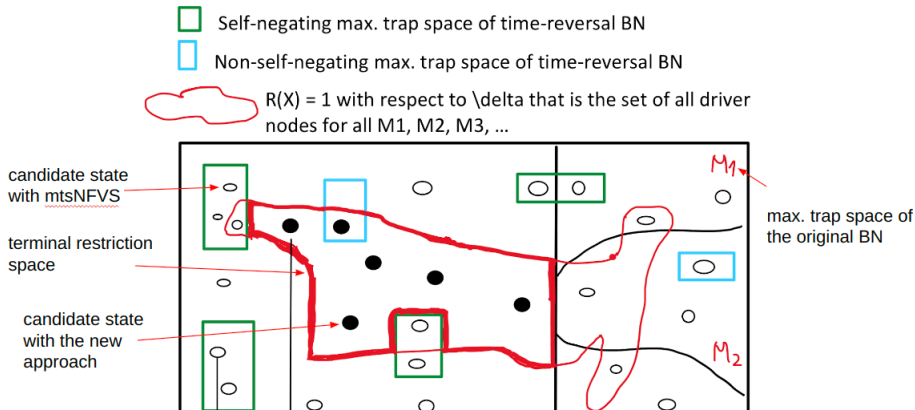 Self-negating max. trap space of time-reversal BN
Non-self-negating max. trap space of time-reversal BN
R(X) = 1 with respect to \delta that is the set of all driver
nodes for all M1, M2, M3, ...
candidate state
with mtsNFVS
terminal restriction
space
candidate state
with the new
approach
M1
max. trap space of
the original BN
M2